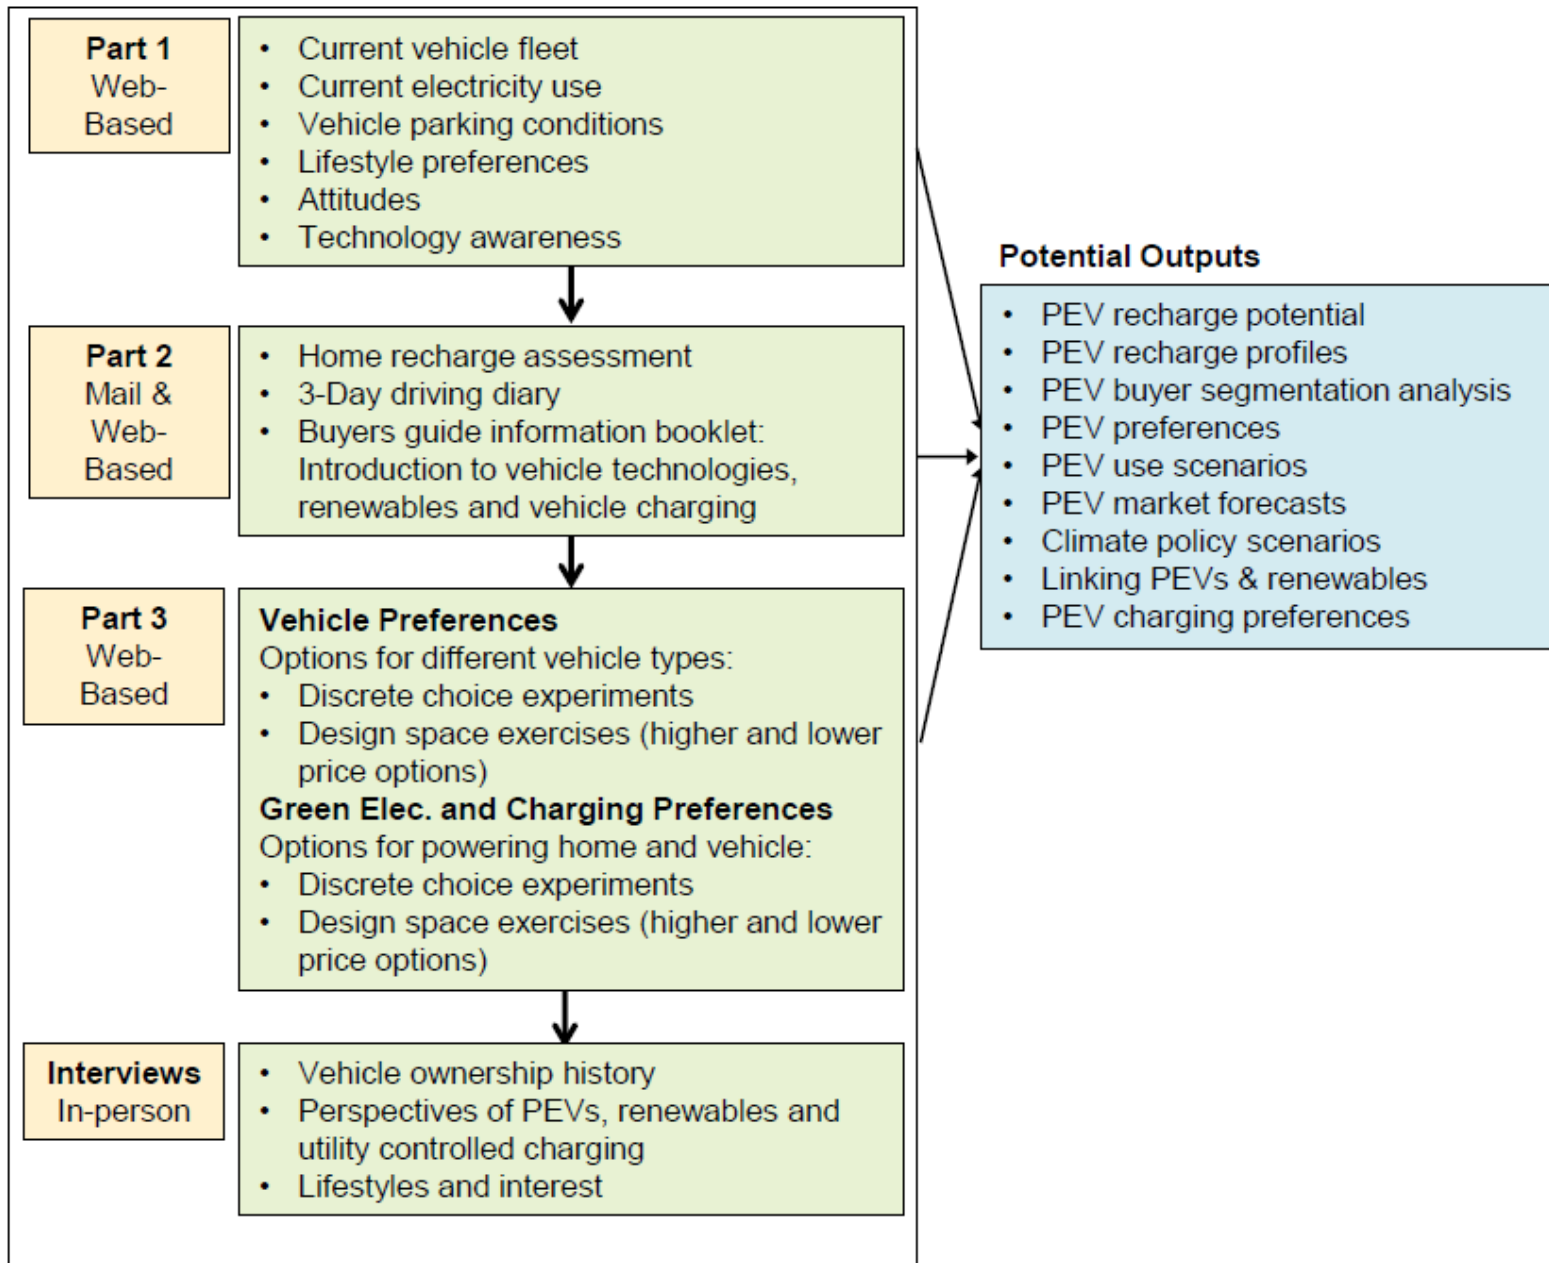 Part 1
Web-
Based
• Current vehicle fleet
• Current electricity use
• Vehicle parking conditions
• Lifestyle preferences
• Attitudes
• Technology awareness
Part 2
Mail &
Web-
Based
• Home recharge assessment
• 3-Day driving diary
• Buyers guide information booklet:
Introduction to vehicle technologies,
renewables and vehicle charging
Part 3
Web-
Based
Vehicle Preferences
Options for different vehicle types:
• Discrete choice experiments
• Design space exercises (higher and lower
price options)
Green Elec. and Charging Preferences
Options for powering home and vehicle:
• Discrete choice experiments
• Design space exercises (higher and lower
price options)
Interviews
In-person
• Vehicle ownership history
• Perspectives of PEVs, renewables and
utility controlled charging
• Lifestyles and interest
Potential Outputs
• PEV recharge potential
• PEV recharge profiles
• PEV buyer segmentation analysis
• PEV preferences
• PEV use scenarios
• PEV market forecasts
• Climate policy scenarios
• Linking PEVs & renewables
• PEV charging preferences